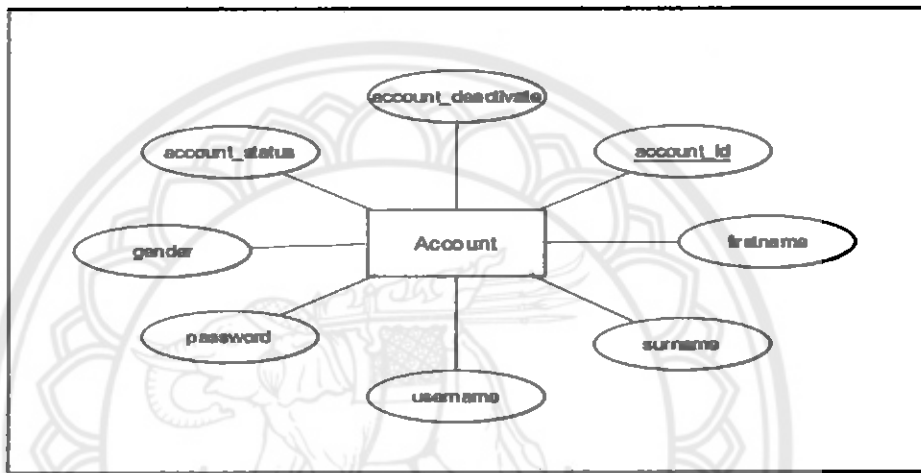 account_deactivate
account_status
account_id
gender
Account
firstname
password
surname
username